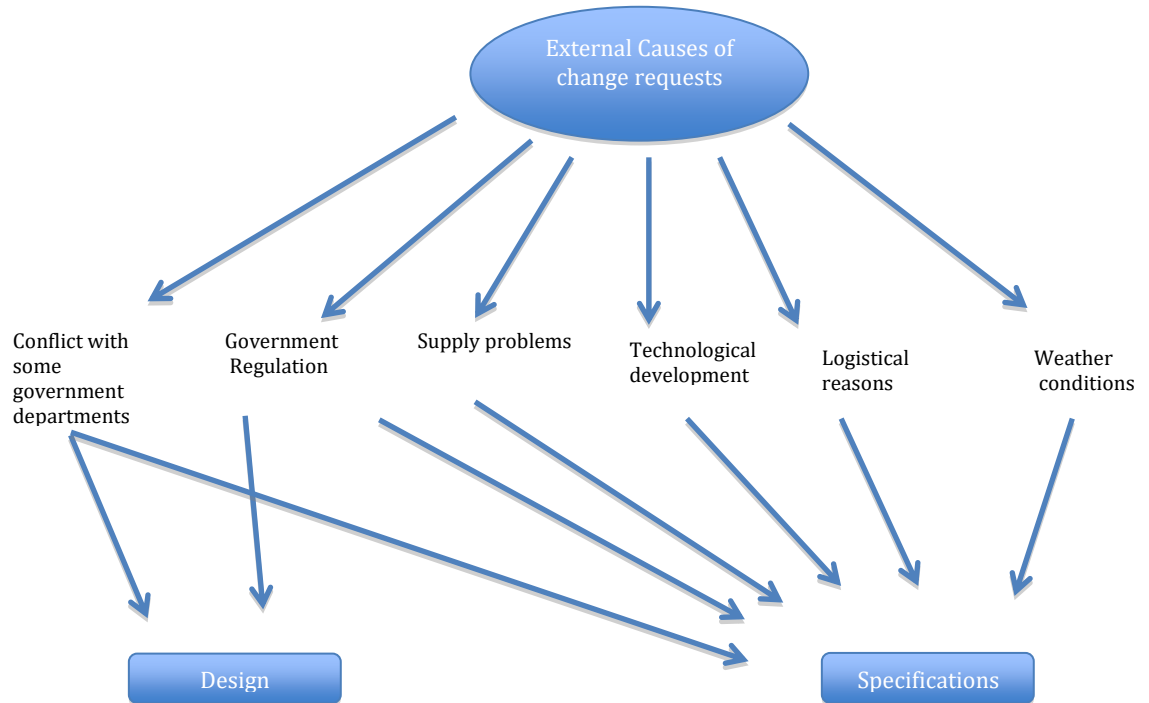 External Causes of
change requests
Conflict with
some
government
departments
Government
Regulation
Supply problems
Technological
development
Logistical
reasons
Weather
conditions
Design
Specifications